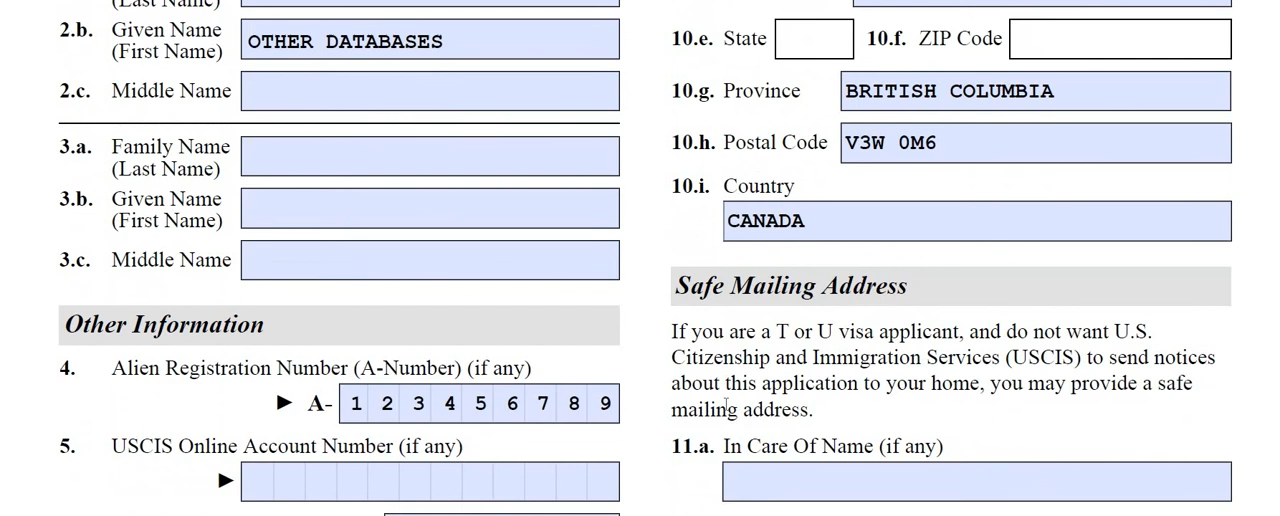 (Last Name)
2.b. Given Name
(First Name)
OTHER DATABASES
2.c. Middle Name
3.a. Family Name
(Last Name)
3.b. Given Name
(First Name)
3.c. Middle Name
Other Information
4. Alien Registration Number (A-Number) (if any)
► A- 1 2 3 4 5 6 7 8 9
5. USCIS Online Account Number (if any)
►
10.e. State 10.f. ZIP Code
10.g. Province BRITISH COLUMBIA
10.h. Postal Code V3W 0M6
10.i. Country
CANADA
Safe Mailing Address
If you are a T or U visa applicant, and do not want U.S.
Citizenship and Immigration Services (USCIS) to send notices
about this application to your home, you may provide a safe
mailing address.
11.a. In Care Of Name (if any)